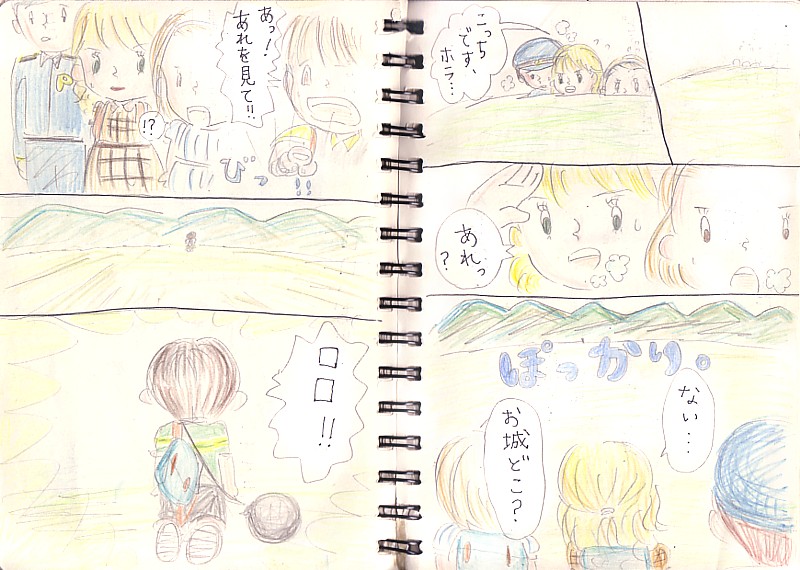 こっち
です、
ホラ…
あれっ
?
ぽっかり。
ない…
お城どこ?
あっ!
あれを見て!!
!?
びっ!!
ロロ!!